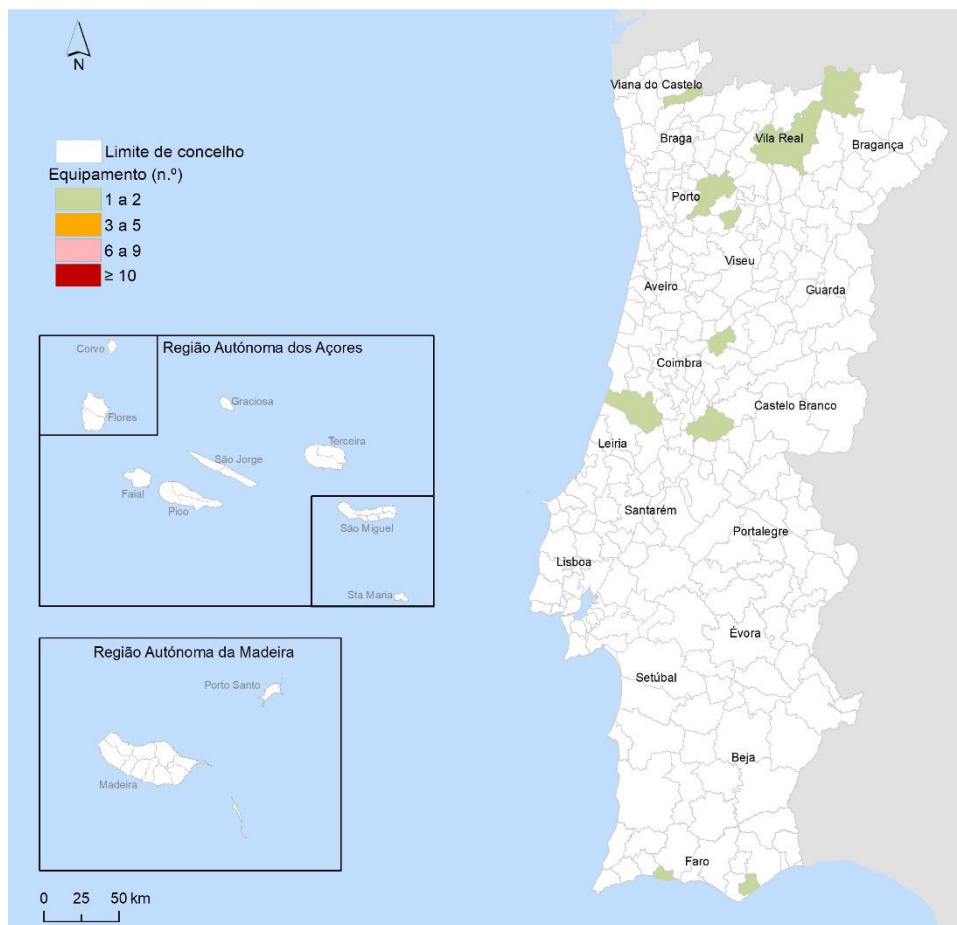 N
Limite de concelho
Equipamento (n.º)
1 a 2
3 a 5
6 a 9
≥ 10
Região Autónoma dos Açores
Corvo
Flores
Graciosa
Terceira
São Jorge
Faial
Pico
São Miguel
Sta Maria
Região Autónoma da Madeira
Porto Santo
Madeira
0 25 50 km
Viana do Castelo
Braga
Vila Real
Bragança
Porto
Viseu
Aveiro
Guarda
Coimbra
Castelo Branco
Leiria
Santarém
Portalegre
Lisboa
Évora
Setúbal
Beja
Faro